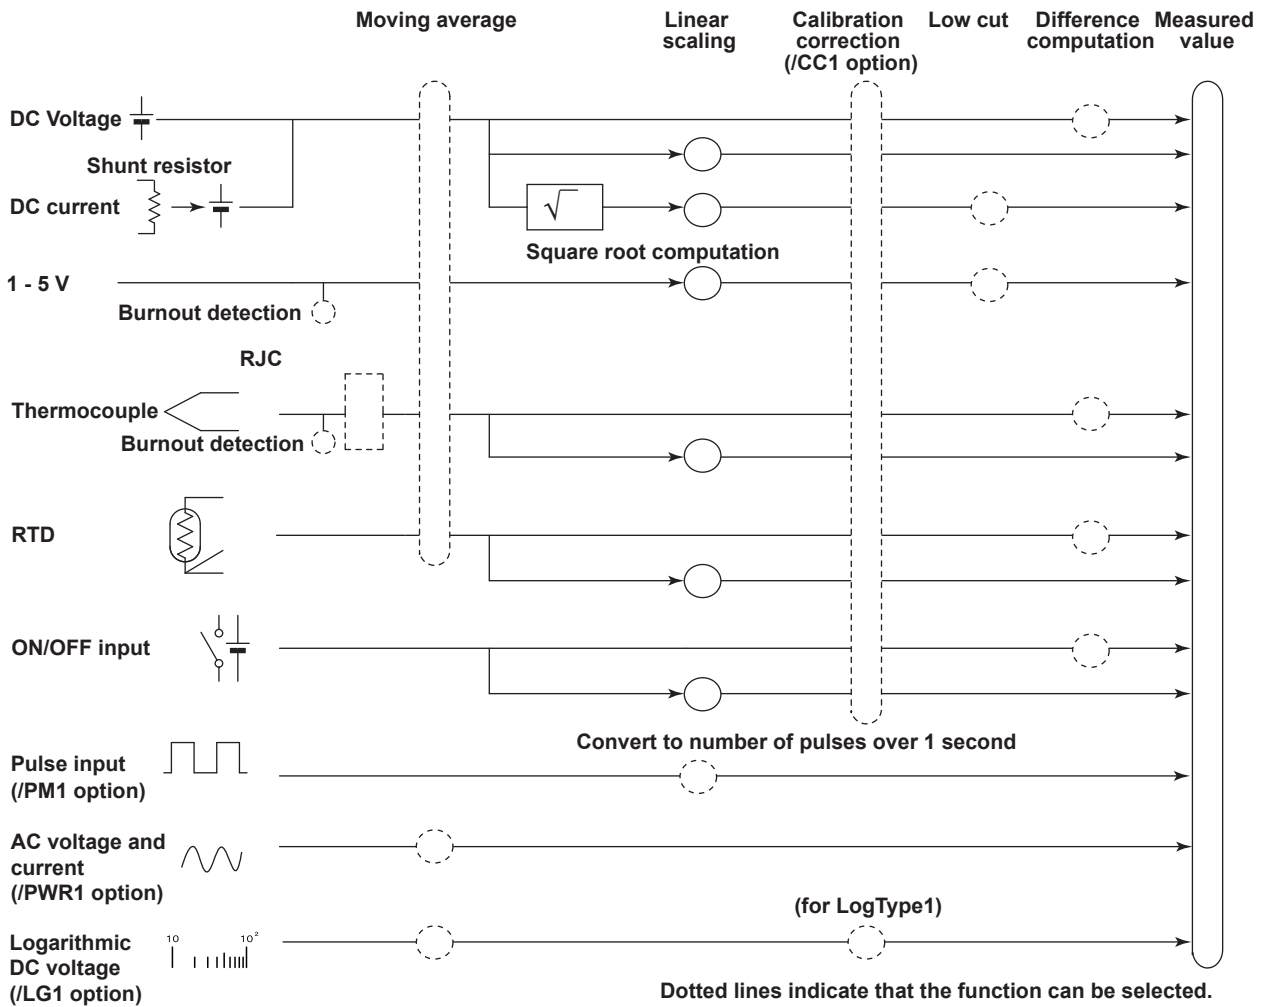 Moving average
Linear
scaling
Calibration
correction
(/CC1 option)
Low cut
Difference
computation
Measured
value
DC Voltage
Shunt resistor
DC current
√
Square root computation
1 - 5 V
Burnout detection
RJC
Thermocouple
Burnout detection
RTD
ON/OFF input
Convert to number of pulses over 1 second
Pulse input
(/PM1 option)
AC voltage and
current
(/PWR1 option)
(for LogType1)
Logarithmic
DC voltage
(/LG1 option)
10 10²
Dotted lines indicate that the function can be selected.